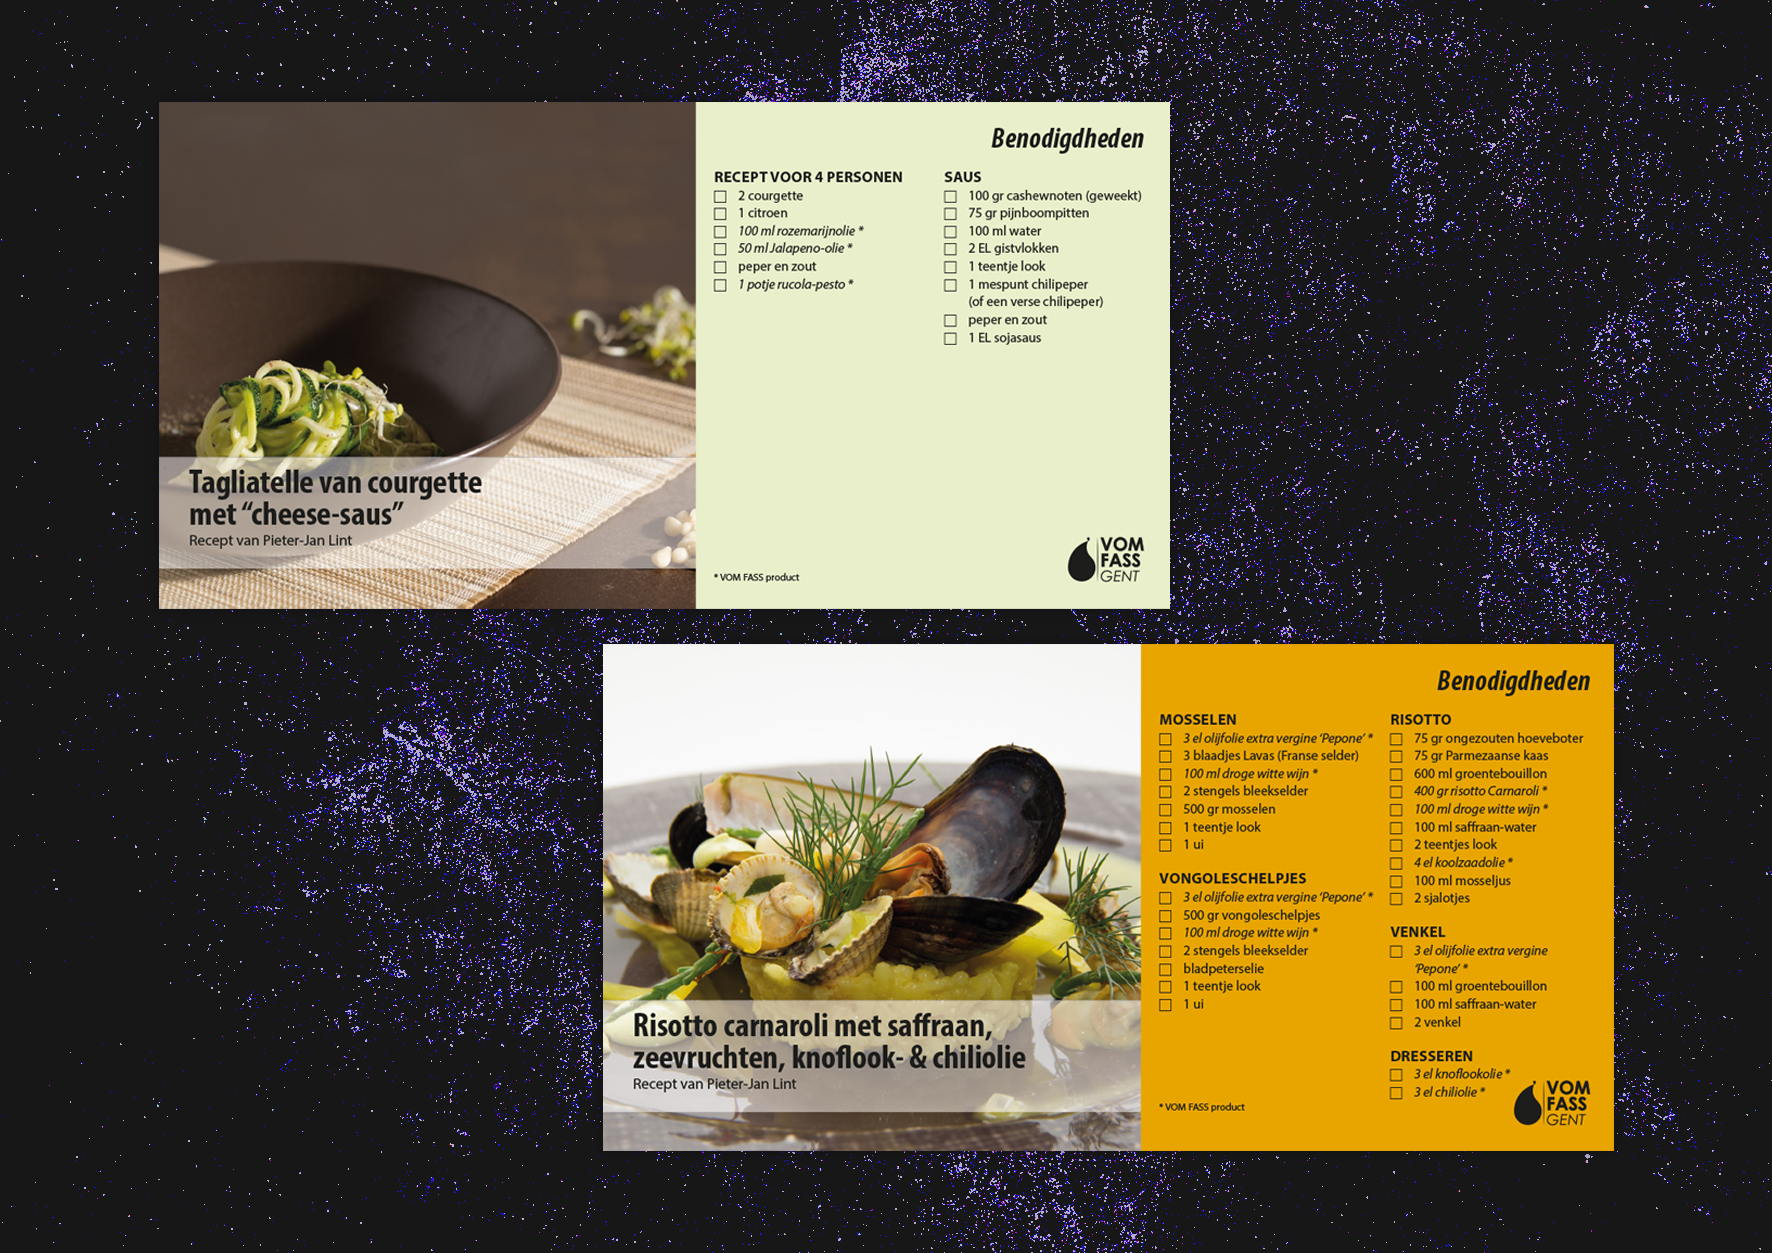 Tagliatelle van courgette
met “cheese-saus”
Recept van Pieter-Jan Lint
Benodigdheden
RECEPT VOOR 4 PERSONEN
2 courgette
1 citroen
100 ml rozemarijnolie *
50 ml Jalapeno-olie *
peper en zout
1 potje rucola-pesto *
SAUS
100 gr cashewnoten (geweekt)
75 gr pijnboompitten
100 ml water
2 EL gistvlokken
1 teentje look
1 mespunt chilipeper
(of een verse chilipeper)
peper en zout
1 EL sojasaus
* VOM FASS product
VOM
FASS
GENT
Risotto carnaroli met saffraan,
zeevruchten, knoflook- & chiliolie
Recept van Pieter-Jan Lint
Benodigdheden
MOSSELEN
3 el olijfolie extra vergine ‘Pepone’ *
3 blaadjes Lavas (Franse selder)
100 ml droge witte wijn *
2 stengels bleekselder
500 gr mosselen
1 teentje look
1 ui
VONGOLESCHELPJES
3 el olijfolie extra vergine ‘Pepone’ *
500 gr vongoleschelpjes
100 ml droge witte wijn *
2 stengels bleekselder
bladpeterselie
1 teentje look
1 ui
RISOTTO
75 gr ongezouten hoeveboter
75 gr Parmezaanse kaas
600 ml groentebouillon
400 gr risotto Carnaroli *
100 ml droge witte wijn *
100 ml saffraan-water
2 teentjes look
4 el koolzaadolie *
100 ml mosseljus
2 sjalotjes
VENKEL
3 el olijfolie extra vergine
‘Pepone’ *
100 ml groentebouillon
100 ml saffraan-water
2 venkel
DRESSEREN
3 el knoflookolie *
3 el chiliolie *
* VOM FASS product
VOM
FASS
GENT